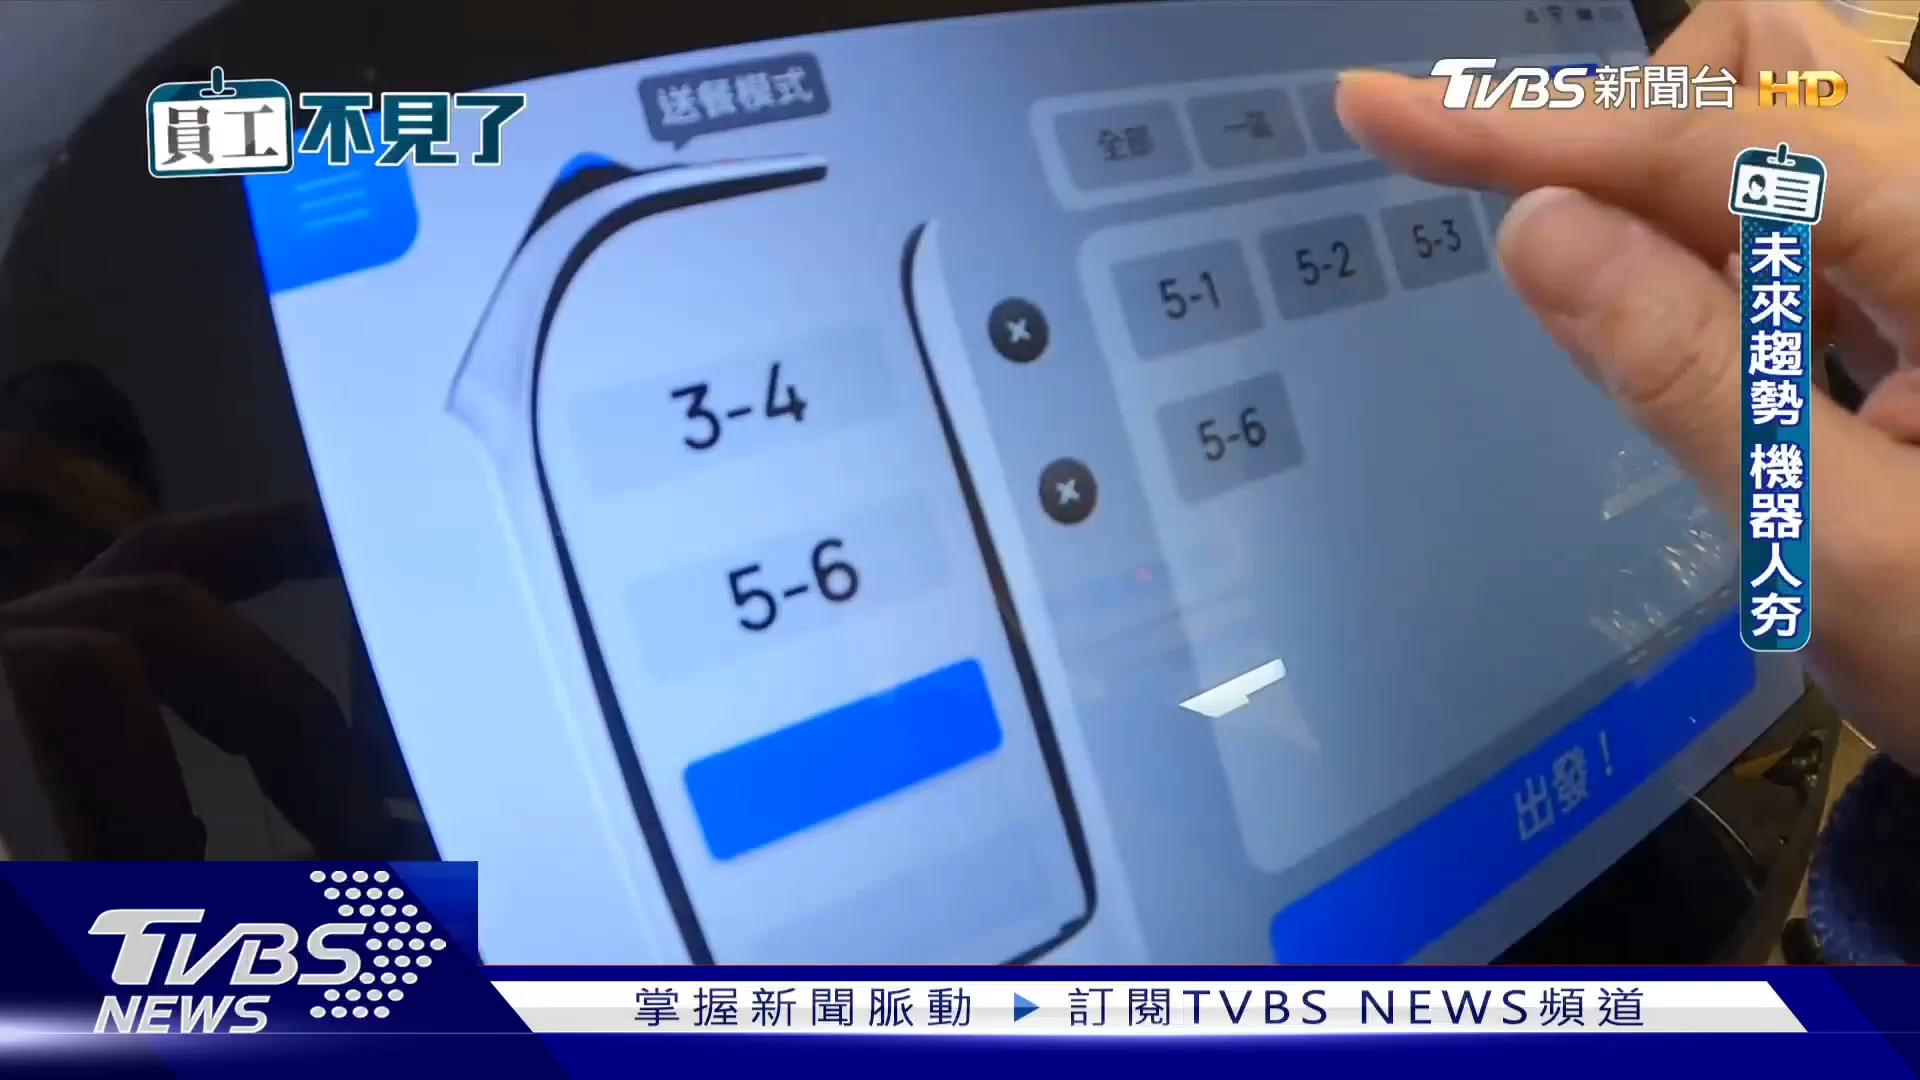 員工不見了
送餐模式
TVBS新聞台 HD
全部
一區
5-1
5-2
5-3
3-4
5-6
5-6
出發！
未來趨勢 機器人夯
TVBS
NEWS
掌握新聞脈動 ▶ 訂閱TVBS NEWS頻道